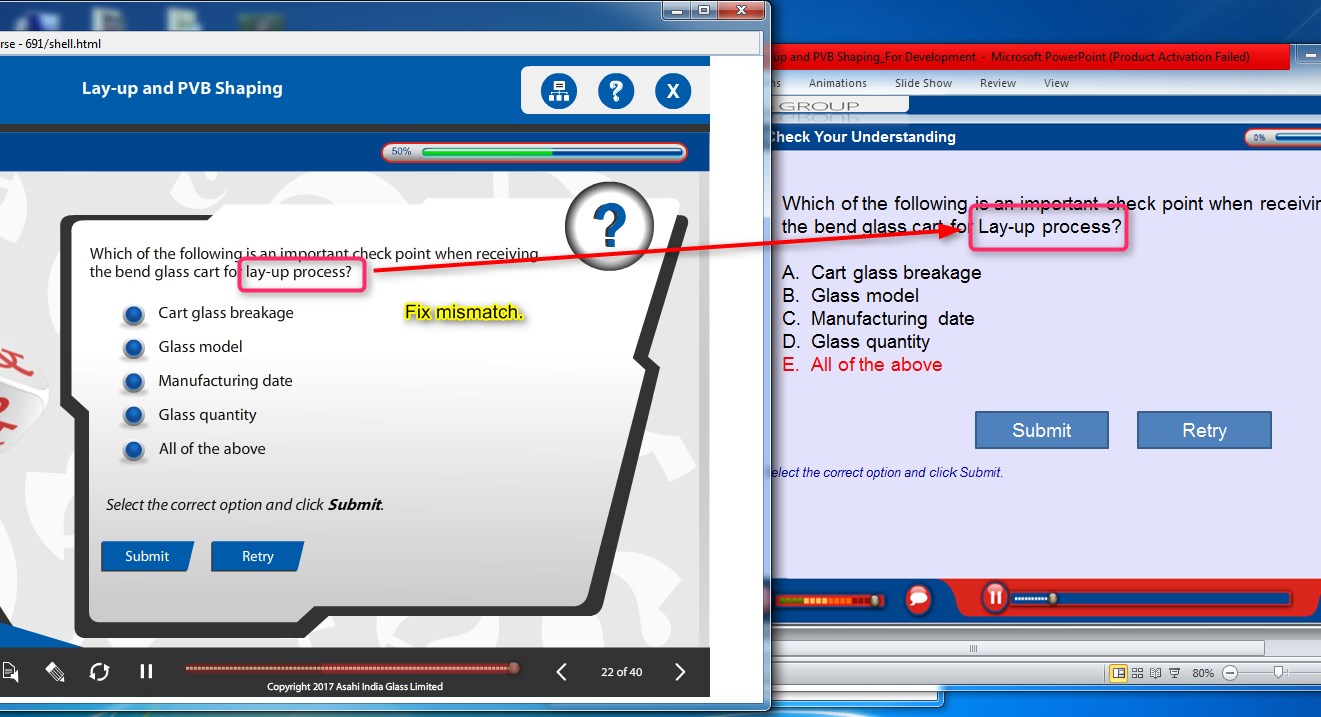 rse - 691/shell.html
Lay-up and PVB Shaping
?
X
50%
?
Which of the following is an important check point when receiving
the bend glass cart for lay-up process?
Fix mismatch.
Cart glass breakage
Glass model
Manufacturing date
Glass quantity
All of the above
Select the correct option and click Submit.
Submit
Retry
22 of 40
Copyright 2017 Asahi India Glass Limited
up and PVB Shaping_For Development - Microsoft PowerPoint (Product Activation Failed)
ns Animations Slide Show Review View
GROUP
Check Your Understanding
0%
Which of the following is an important check point when receivin
the bend glass cart for Lay-up process?
A. Cart glass breakage
B. Glass model
C. Manufacturing date
D. Glass quantity
E. All of the above
Submit
Retry
elect the correct option and click Submit.
80%